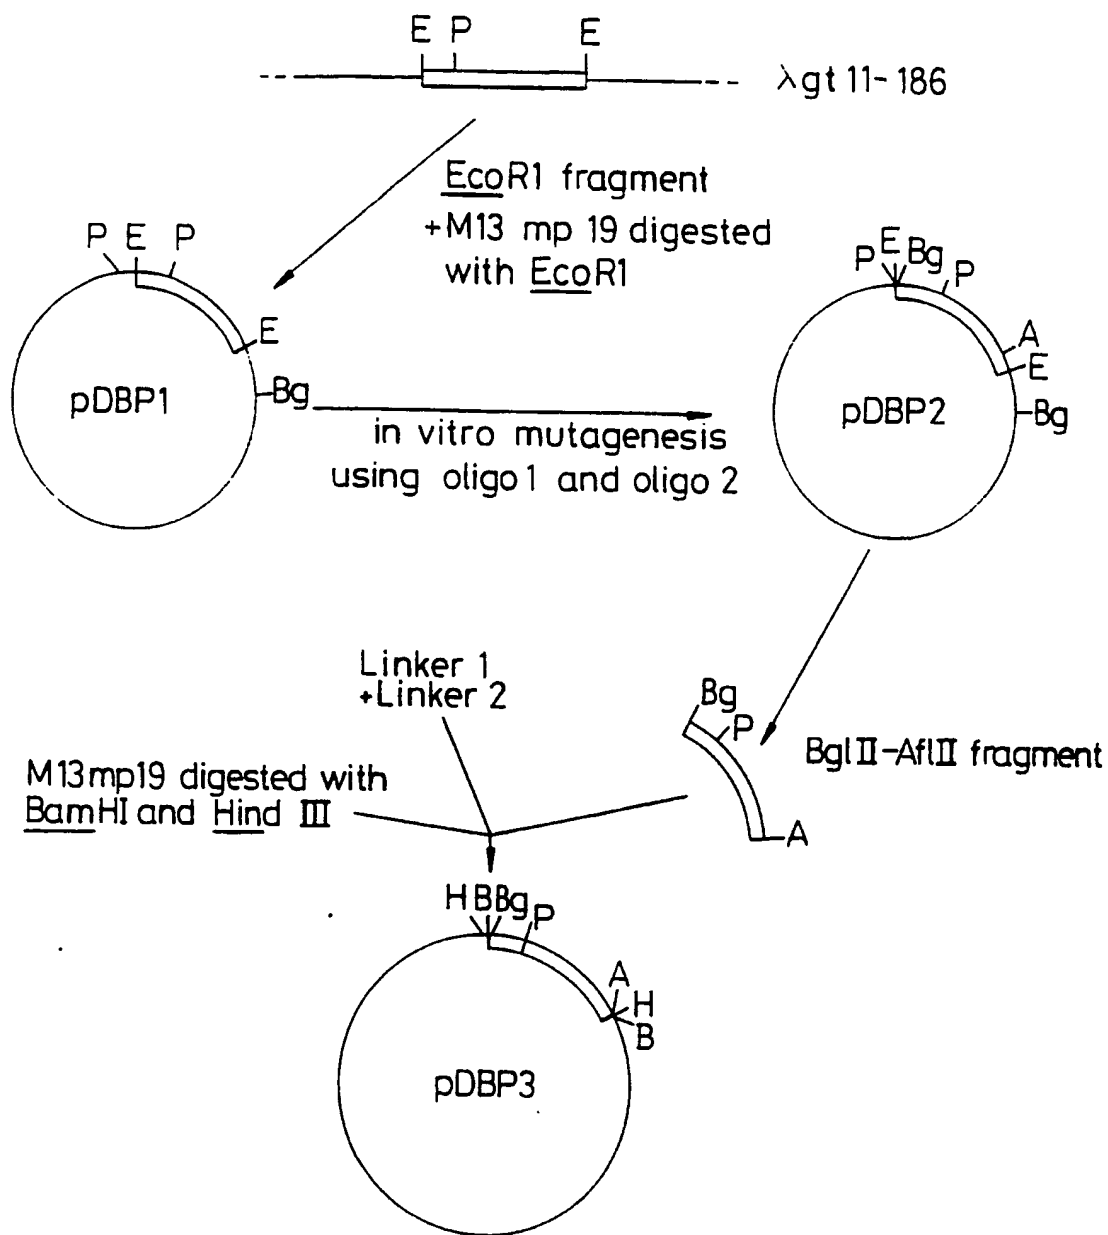 E P E
λgt 11-186
EcoR1 fragment
+M13 mp 19 digested
with EcoR1
P E P
E
Bg
pDBP1
in vitro mutagenesis
using oligo 1 and oligo 2
P E Bg P
A
E
Bg
pDBP2
Linker 1
+Linker 2
M13mp19 digested with
BamHI and Hind III
Bg
P
A
BglII-AflII fragment
H B Bg P
A
H
B
pDBP3